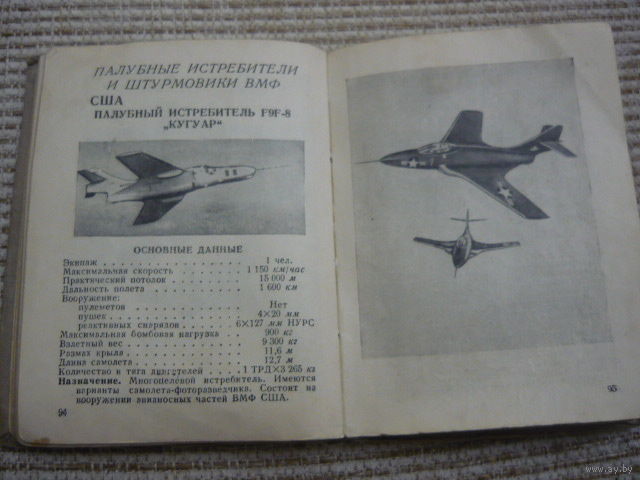 ПАЛУБНЫЕ ИСТРЕБИТЕЛИ
И ШТУРМОВИКИ ВМФ
США
ПАЛУБНЫЙ ИСТРЕБИТЕЛЬ F9F-8
„КУГУАР“
ОСНОВНЫЕ ДАННЫЕ
Экипаж . . . . . . . . . . . . . . . 1 чел.
Максимальная скорость . . . . . . . 1 150 км/час
Практический потолок . . . . . . . 15 000 м
Дальность полета . . . . . . . . . . 1 600 км
Вооружение:
пулеметов . . . . . . . . . . . . Нет
пушек . . . . . . . . . . . . . . 4×20 мм
реактивных снарядов . . . . . . 6×127 мм НУРС
Максимальная бомбовая нагрузка . . 900 кг
Взлетный вес . . . . . . . . . . . . 9 300 кг
Размах крыла . . . . . . . . . . . . 11,6 м
Длина самолета . . . . . . . . . . . 12,7 м
Количество и тяга двигателей . . . . 1 ТРД×3 265 кг
Назначение. Многоцелевой истребитель. Имеются
варианты самолета-фоторазведчика. Состоит на
вооружении авианосных частей ВМФ США.
94
95
www.ay.by